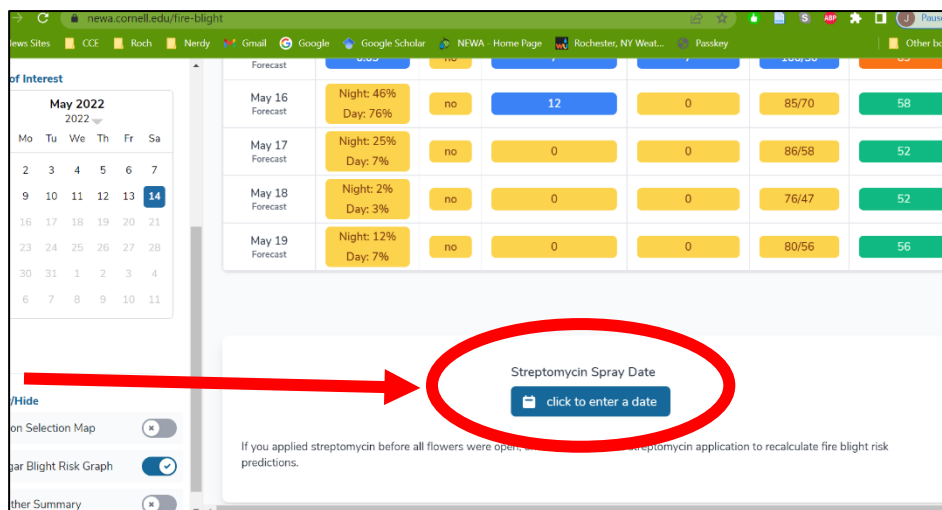 newa.cornell.edu/fire-blight
Paus
News Sites CCE Roch Nerdy Gmail Google Google Scholar NEWA - Home Page Rochester, NY Weat... Passkey Other bo
of Interest
May 2022
2022
Mo Tu We Th Fr Sa
2 3 4 5 6 7
9 10 11 12 13 14
16 17 18 19 20 21
23 24 25 26 27 28
30 31 1 2 3 4
6 7 8 9 10 11
/Hide
on Selection Map
gar Blight Risk Graph
ther Summary
Forecast
May 16 Night: 46% no 12 0 85/70 58
Forecast Day: 76%
May 17 Night: 25% no 0 0 86/58 52
Forecast Day: 7%
May 18 Night: 2% no 0 0 76/47 52
Forecast Day: 3%
May 19 Night: 12% no 0 0 80/56 56
Forecast Day: 7%
Streptomycin Spray Date
click to enter a date
If you applied streptomycin before all flowers were open, streptomycin application to recalculate fire blight risk
predictions.